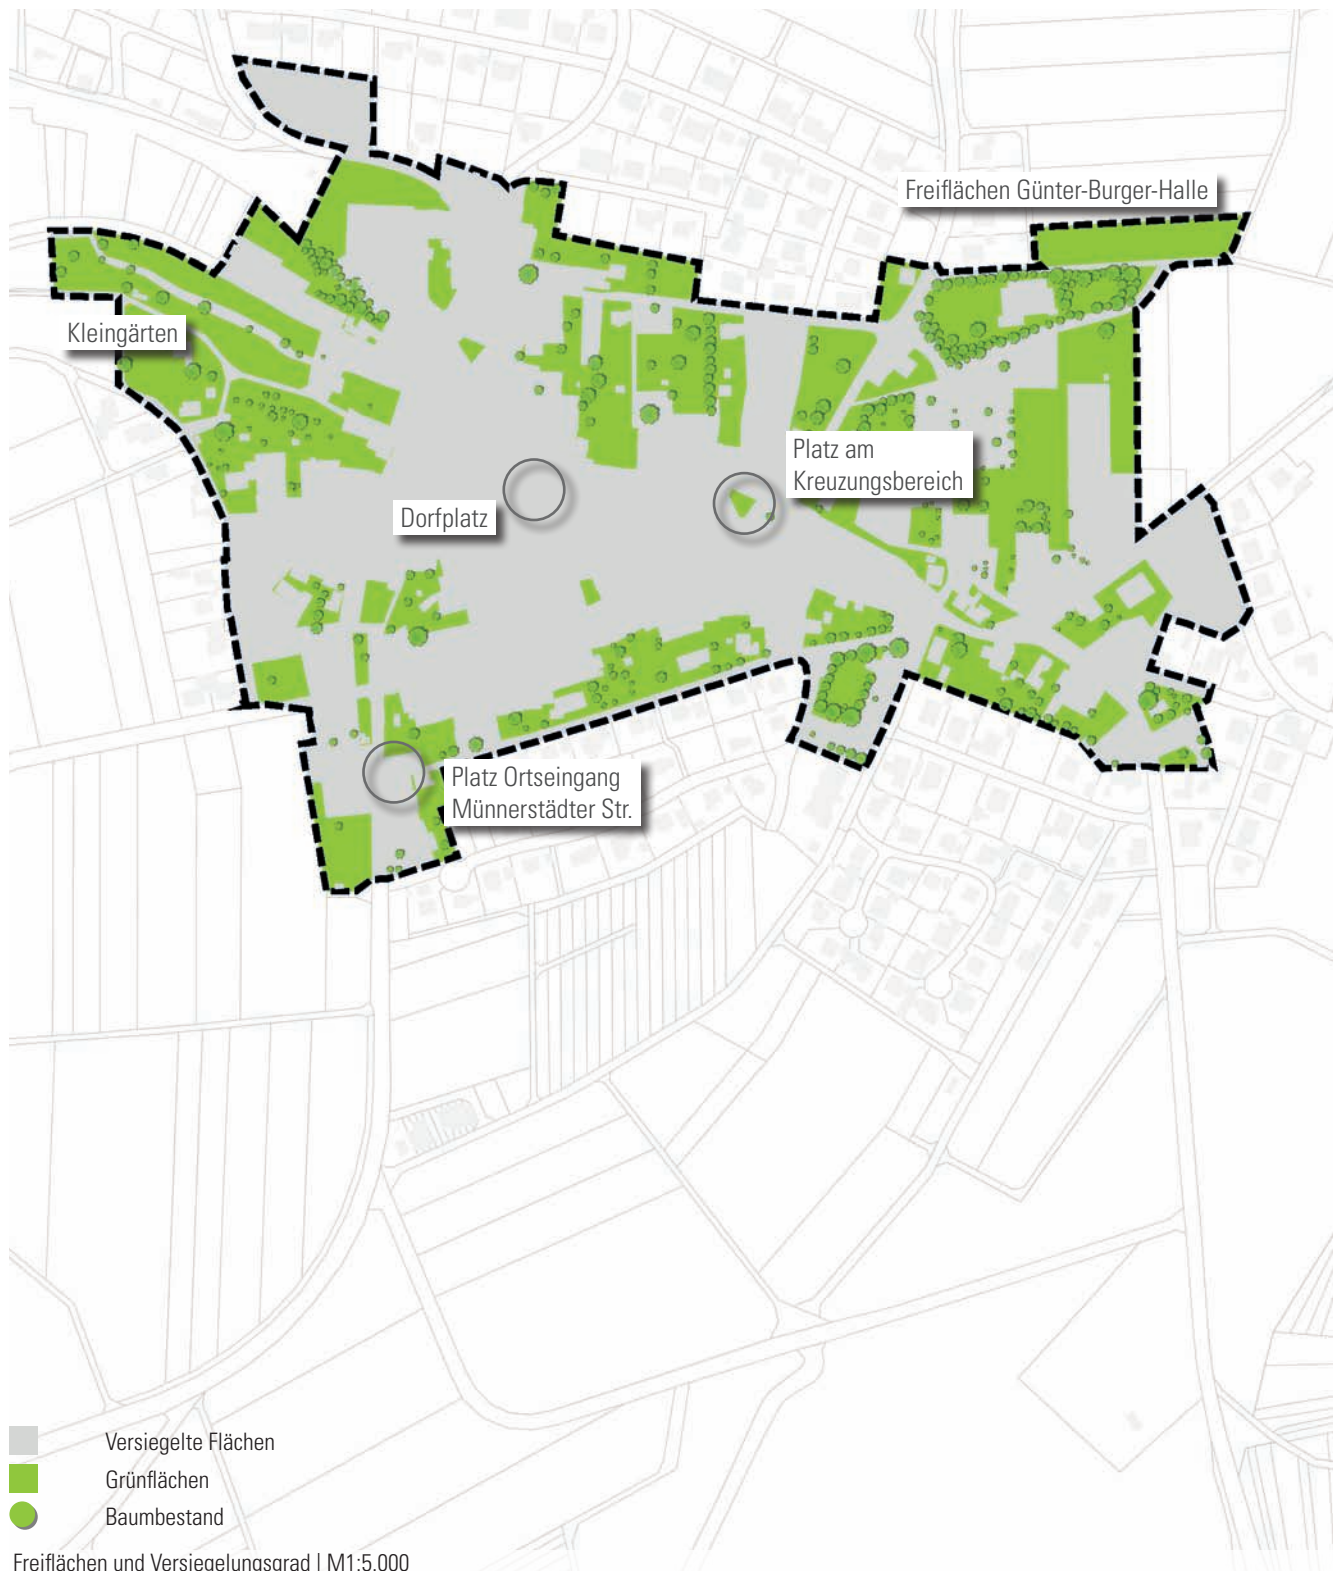 Freiflächen Günter-Burger-Halle
Kleingärten
Platz am
Kreuzungsbereich
Dorfplatz
Platz Ortseingang
Münnerstädter Str.
Versiegelte Flächen
Grünflächen
Baumbestand
Freiflächen und Versiegelungsgrad | M1:5.000